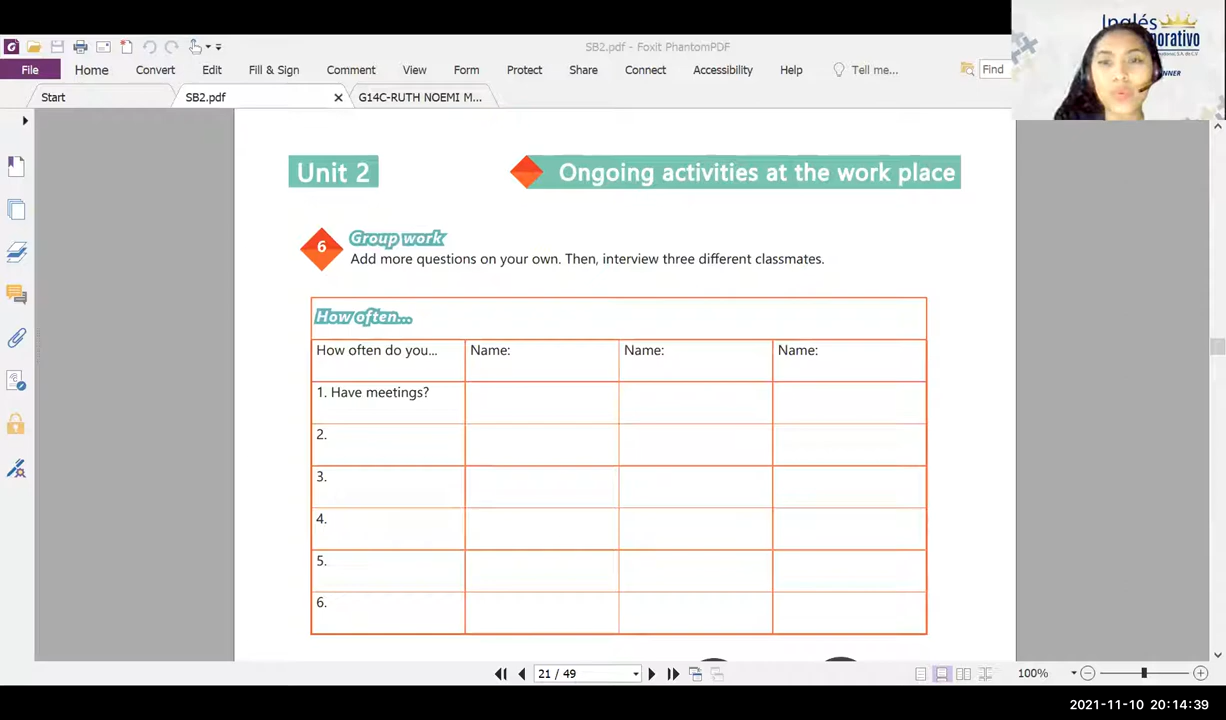 SB2.pdf - Foxit PhantomPDF
Inglés
orativo
NNER
File Home Convert Edit Fill & Sign Comment View Form Protect Share Connect Accessibility Help Tell me... Find
Start SB2.pdf G14C-RUTH NOEMI M...
Unit 2
Ongoing activities at the work place
6
Group work
Add more questions on your own. Then, interview three different classmates.
How often...
How often do you... Name: Name: Name:
1. Have meetings?
2.
3.
4.
5.
6.
21 / 49
100%
2021-11-10 20:14:39